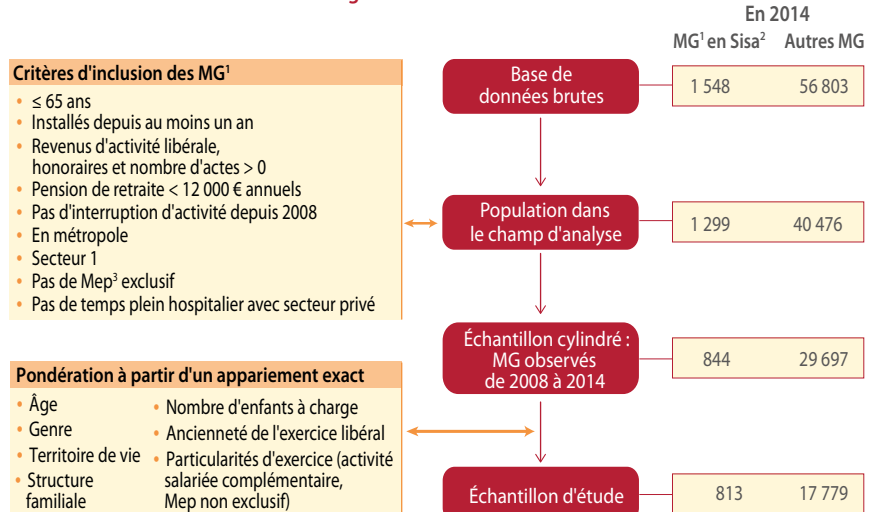 En 2014
MG¹ en Sisa² Autres MG
Critères d'inclusion des MG¹
• ≤ 65 ans
• Installés depuis au moins un an
• Revenus d'activité libérale,
honoraires et nombre d'actes > 0
• Pension de retraite < 12 000 € annuels
• Pas d'interruption d'activité depuis 2008
• En métropole
• Secteur 1
• Pas de Mep³ exclusif
• Pas de temps plein hospitalier avec secteur privé
Base de
données brutes
1 548 56 803
Population dans
le champ d'analyse
1 299 40 476
Échantillon cylindré :
MG observés
de 2008 à 2014
844 29 697
Pondération à partir d'un appariement exact
• Âge
• Genre
• Territoire de vie
• Structure
familiale
• Nombre d'enfants à charge
• Ancienneté de l'exercice libéral
• Particularités d'exercice (activité
salariée complémentaire,
Mep non exclusif)
Échantillon d'étude
813 17 779